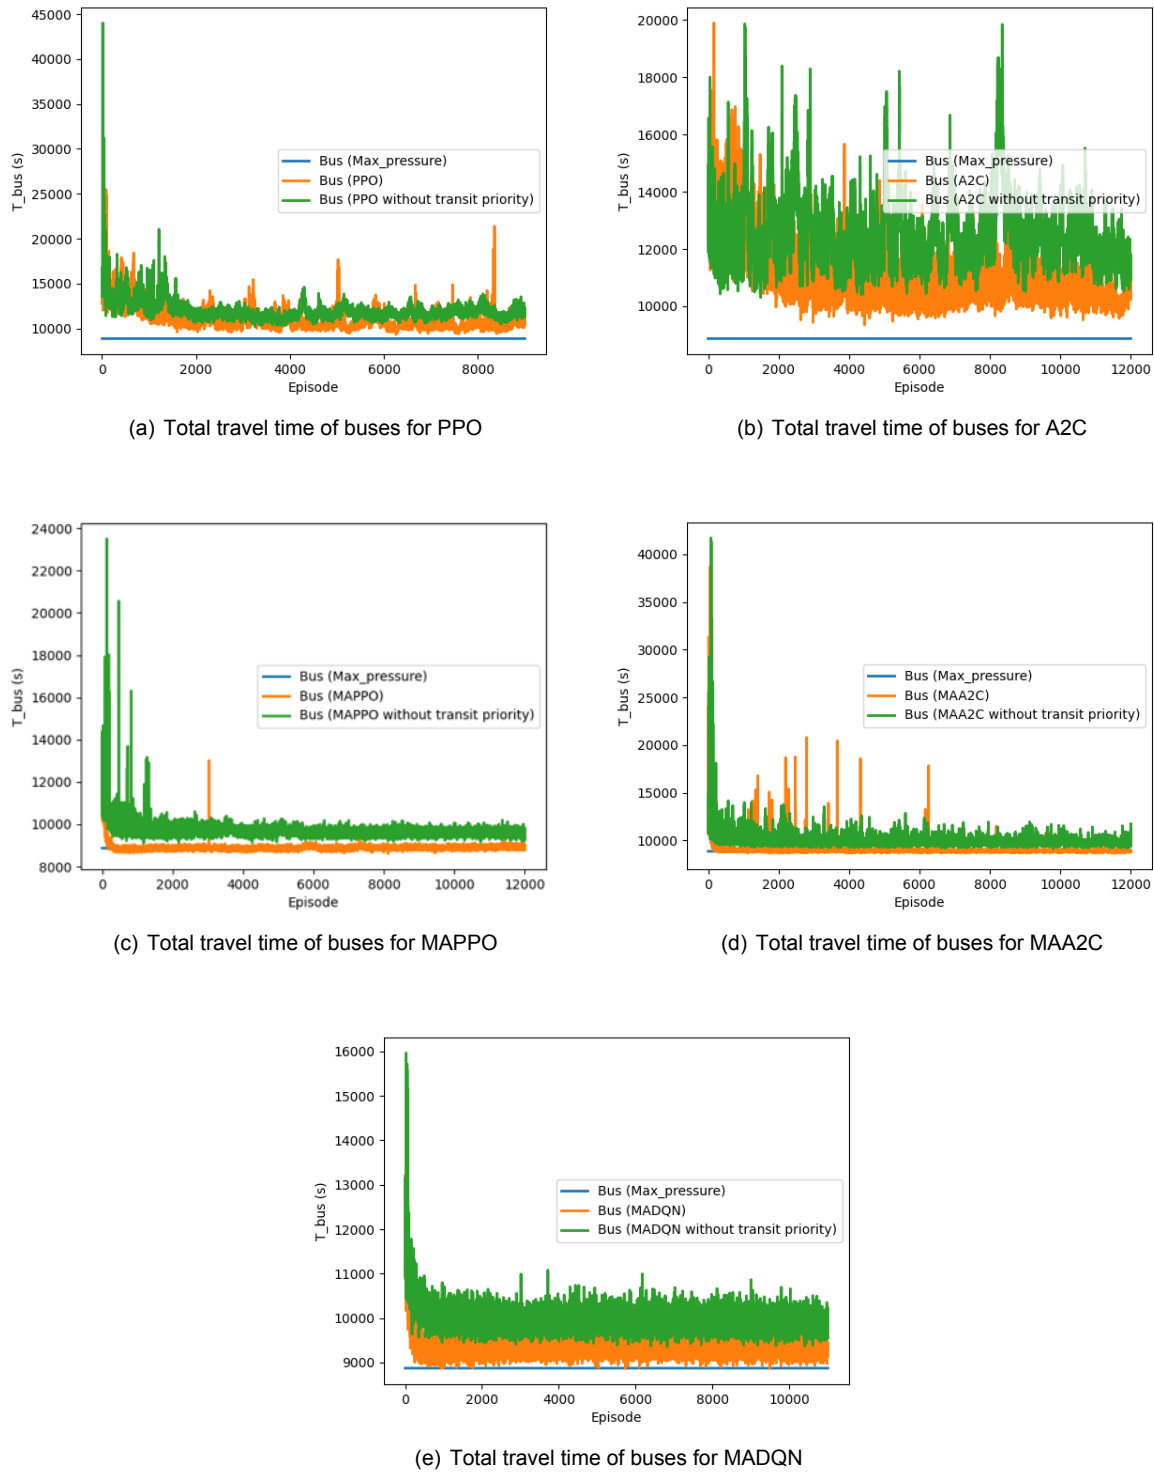 45000
40000
35000
30000
25000
20000
15000
10000
T_bus (s)
Bus (Max_pressure)
Bus (PPO)
Bus (PPO without transit priority)
0 2000 4000 6000 8000
Episode
(a) Total travel time of buses for PPO
20000
18000
16000
14000
12000
10000
T_bus (s)
Bus (Max_pressure)
Bus (A2C)
Bus (A2C without transit priority)
0 2000 4000 6000 8000 10000 12000
Episode
(b) Total travel time of buses for A2C
24000
22000
20000
18000
16000
14000
12000
10000
8000
T_bus (s)
Bus (Max_pressure)
Bus (MAPPO)
Bus (MAPPO without transit priority)
0 2000 4000 6000 8000 10000 12000
Episode
(c) Total travel time of buses for MAPPO
40000
35000
30000
25000
20000
15000
10000
T_bus (s)
Bus (Max_pressure)
Bus (MAA2C)
Bus (MAA2C without transit priority)
0 2000 4000 6000 8000 10000 12000
Episode
(d) Total travel time of buses for MAA2C
16000
15000
14000
13000
12000
11000
10000
9000
T_bus (s)
Bus (Max_pressure)
Bus (MADQN)
Bus (MADQN without transit priority)
0 2000 4000 6000 8000 10000
Episode
(e) Total travel time of buses for MADQN